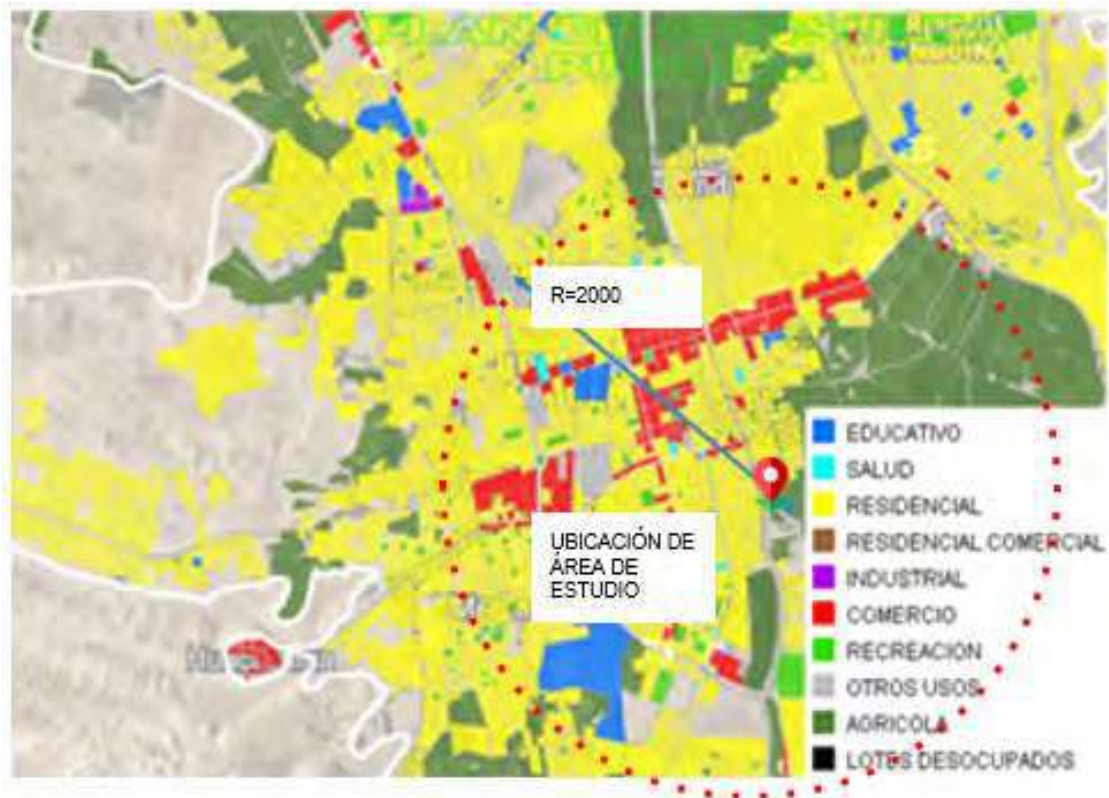 R=2000
UBICACIÓN DE
ÁREA DE
ESTUDIO
EDUCATIVO
SALUD
RESIDENCIAL
RESIDENCIAL COMERCIAL
INDUSTRIAL
COMERCIO
RECREACION
OTROS USOS
AGRICOLA
LOTES DESOCUPADOS